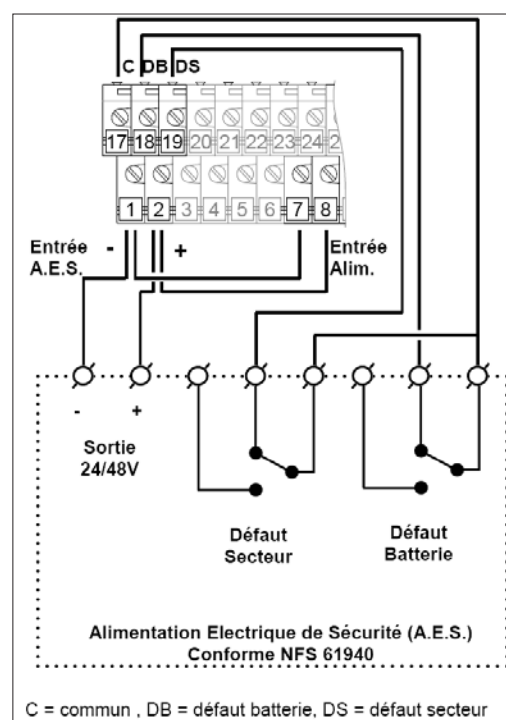 C DB DS
17 18 19 20 21 22 23 24 2
1 2 3 4 5 6 7 8
Entrée - + Entrée
A.E.S. Alim.
- +
Sortie
24/48V
Défaut
Secteur
Défaut
Batterie
Alimentation Electrique de Sécurité (A.E.S.)
Conforme NFS 61940
C = commun , DB = défaut batterie, DS = défaut secteur